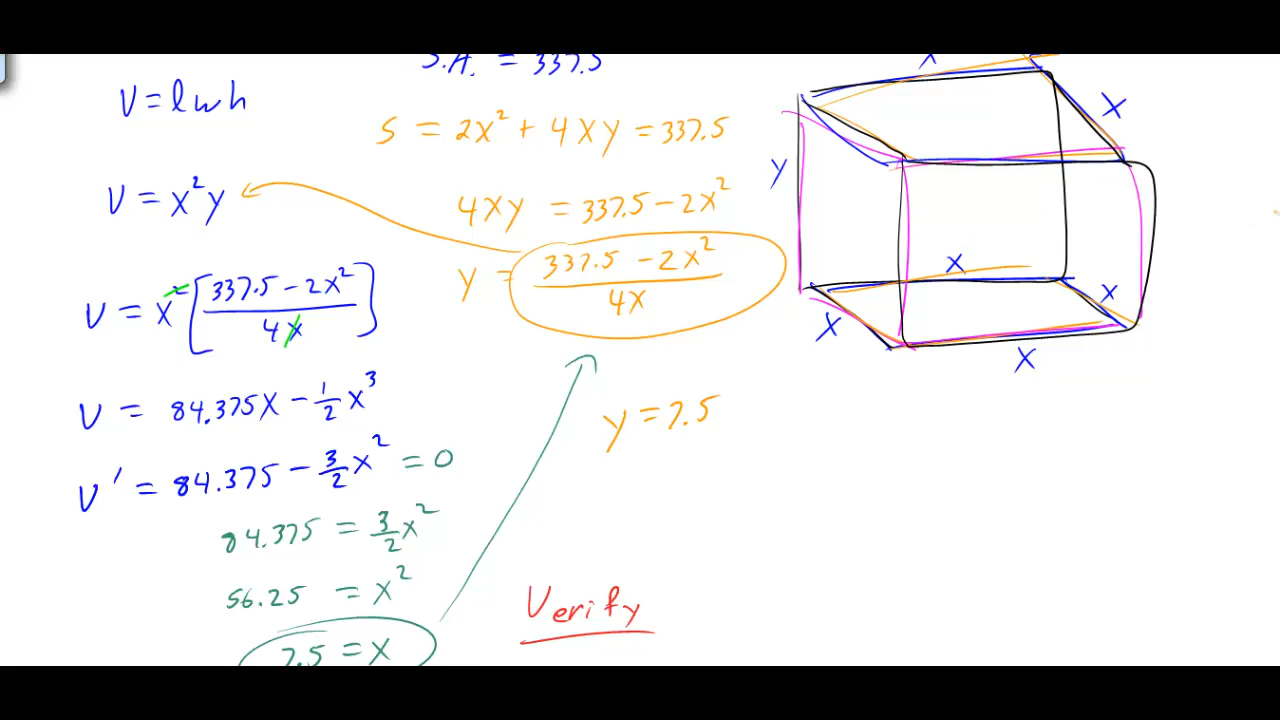 S.A. = 337.5
V = lwh
S = 2x² + 4xy = 337.5
V = x²y
4xy = 337.5 - 2x²
y = (337.5 - 2x²)/(4x)
V = x² [(337.5 - 2x²)/(4x)]
V = 84.375x - 1/2 x³
y = 7.5
V' = 84.375 - 3/2 x² = 0
84.375 = 3/2 x²
56.25 = x²
7.5 = x
Verify
x
x
y
x
x
x
x